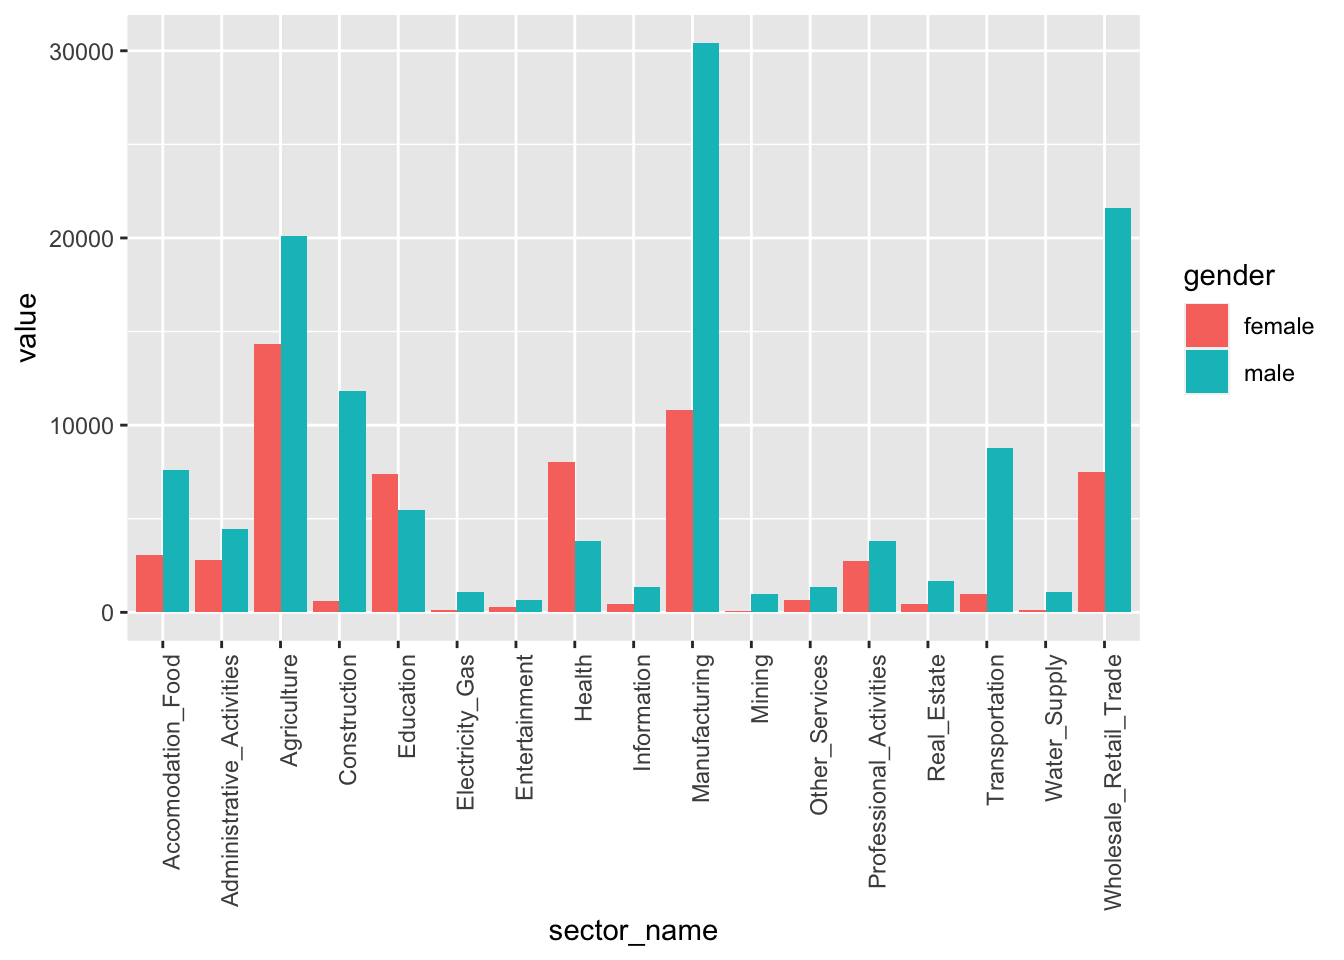 30000
20000
10000
0
value
Accomodation_Food
Administrative_Activities
Agriculture
Construction
Education
Electricity_Gas
Entertainment
Health
Information
Manufacturing
Mining
Other_Services
Professional_Activities
Real_Estate
Transportation
Water_Supply
Wholesale_Retail_Trade
sector_name
gender
female
male